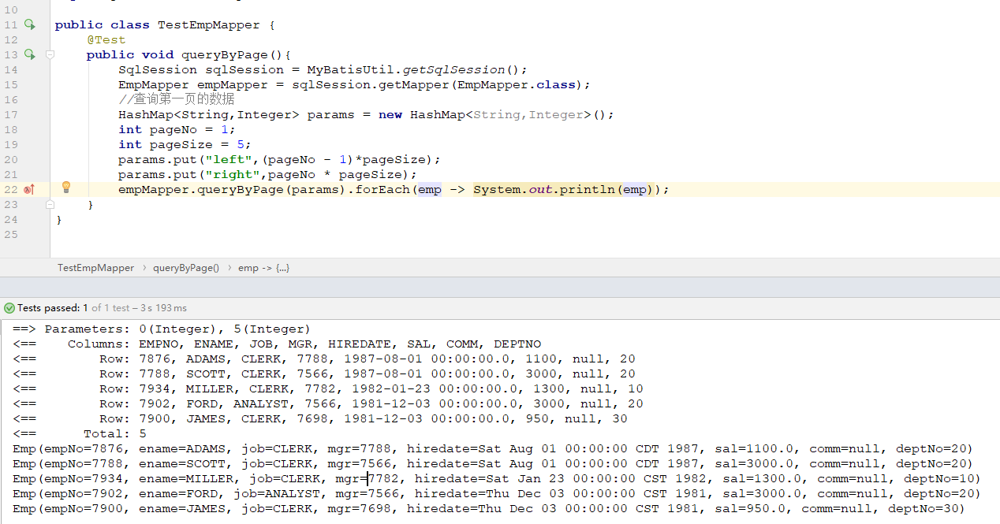 10
11 public class TestEmpMapper {
12 @Test
13 public void queryByPage(){
14 SqlSession sqlSession = MyBatisUtil.getSqlSession();
15 EmpMapper empMapper = sqlSession.getMapper(EmpMapper.class);
16 //查询第一页的数据
17 HashMap<String,Integer> params = new HashMap<String,Integer>();
18 int pageNo = 1;
19 int pageSize = 5;
20 params.put("left",(pageNo - 1)*pageSize);
21 params.put("right",pageNo * pageSize);
22 empMapper.queryByPage(params).forEach(emp -> System.out.println(emp));
23 }
24 }
25
TestEmpMapper › queryByPage() › emp -> {...}
Tests passed: 1 of 1 test – 3 s 193 ms
==> Parameters: 0(Integer), 5(Integer)
<== Columns: EMPNO, ENAME, JOB, MGR, HIREDATE, SAL, COMM, DEPTNO
<== Row: 7876, ADAMS, CLERK, 7788, 1987-08-01 00:00:00.0, 1100, null, 20
<== Row: 7788, SCOTT, CLERK, 7566, 1987-08-01 00:00:00.0, 3000, null, 20
<== Row: 7934, MILLER, CLERK, 7782, 1982-01-23 00:00:00.0, 1300, null, 10
<== Row: 7902, FORD, ANALYST, 7566, 1981-12-03 00:00:00.0, 3000, null, 20
<== Row: 7900, JAMES, CLERK, 7698, 1981-12-03 00:00:00.0, 950, null, 30
<== Total: 5
Emp(empNo=7876, ename=ADAMS, job=CLERK, mgr=7788, hiredate=Sat Aug 01 00:00:00 CDT 1987, sal=1100.0, comm=null, deptNo=20)
Emp(empNo=7788, ename=SCOTT, job=CLERK, mgr=7566, hiredate=Sat Aug 01 00:00:00 CDT 1987, sal=3000.0, comm=null, deptNo=20)
Emp(empNo=7934, ename=MILLER, job=CLERK, mgr=7782, hiredate=Sat Jan 23 00:00:00 CST 1982, sal=1300.0, comm=null, deptNo=10)
Emp(empNo=7902, ename=FORD, job=ANALYST, mgr=7566, hiredate=Thu Dec 03 00:00:00 CST 1981, sal=3000.0, comm=null, deptNo=20)
Emp(empNo=7900, ename=JAMES, job=CLERK, mgr=7698, hiredate=Thu Dec 03 00:00:00 CST 1981, sal=950.0, comm=null, deptNo=30)